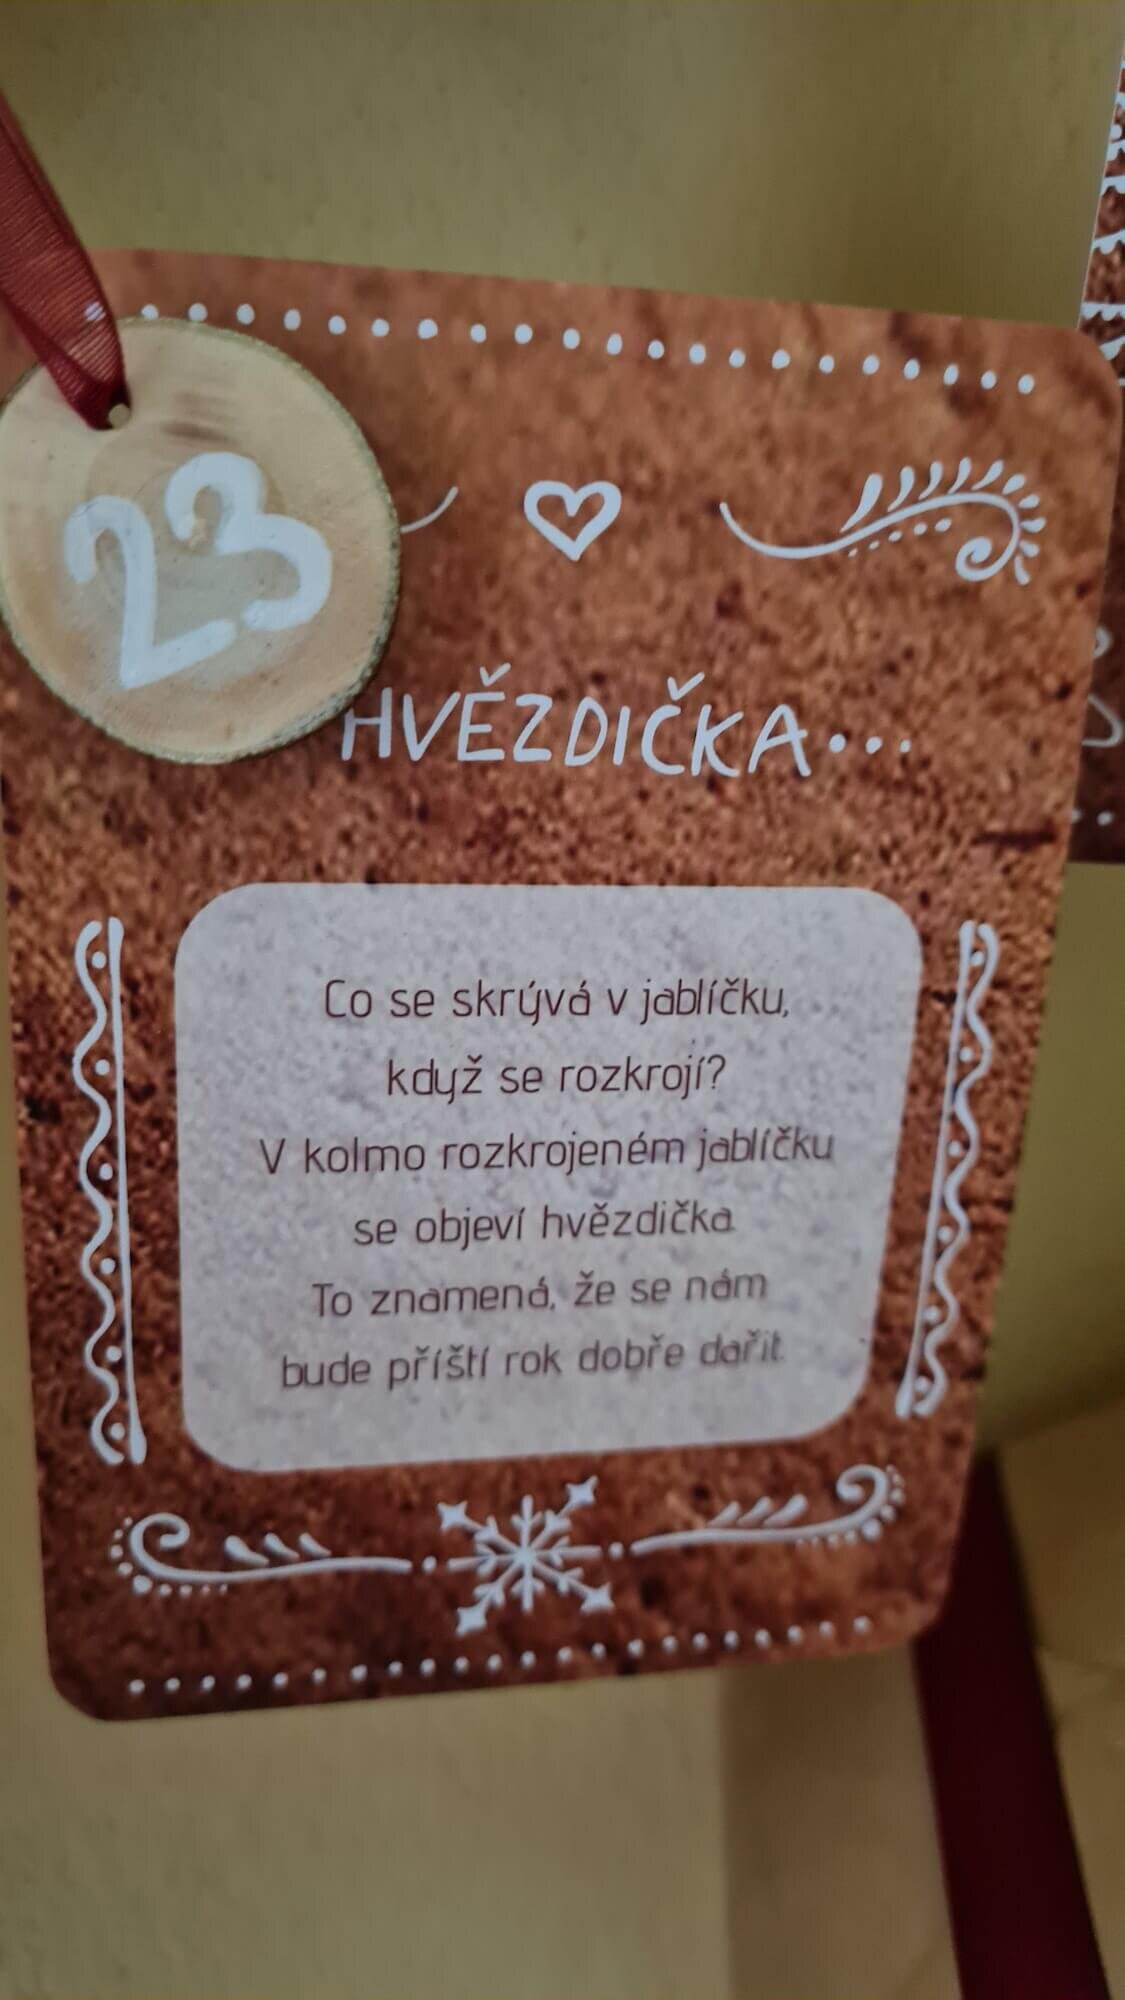 23
HVĚZDIČKA...
Co se skrývá v jablíčku,
když se rozkrojí?
V kolmo rozkrojeném jablíčku
se objeví hvězdička.
To znamená, že se nám
bude příští rok dobře dařit.